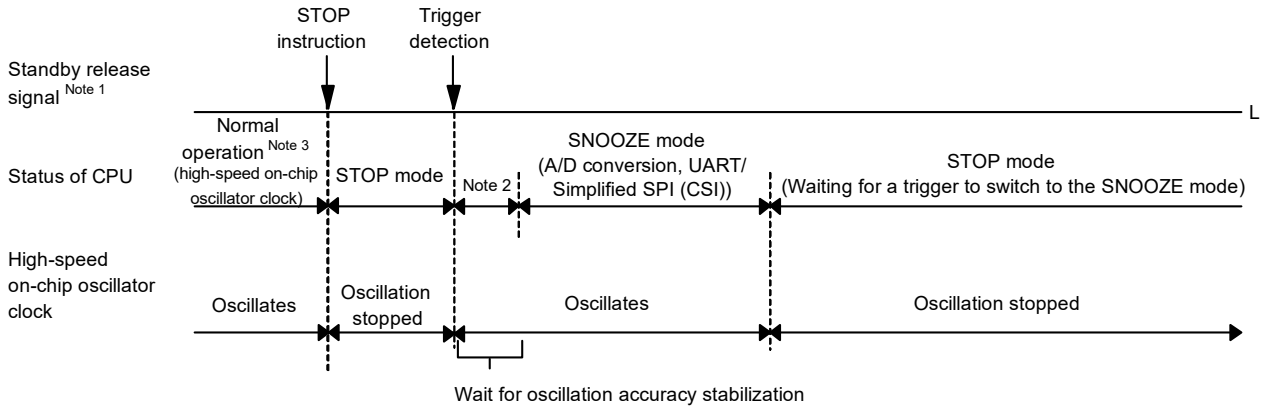 STOP
instruction
Trigger
detection
Standby release
signal Note 1
L
Normal
operation Note 3
(high-speed on-chip
oscillator clock)
Status of CPU
STOP mode
Note 2
SNOOZE mode
(A/D conversion, UART/
Simplified SPI (CSI))
STOP mode
(Waiting for a trigger to switch to the SNOOZE mode)
High-speed
on-chip oscillator
clock
Oscillates
Oscillation
stopped
Oscillates
Oscillation stopped
Wait for oscillation accuracy stabilization